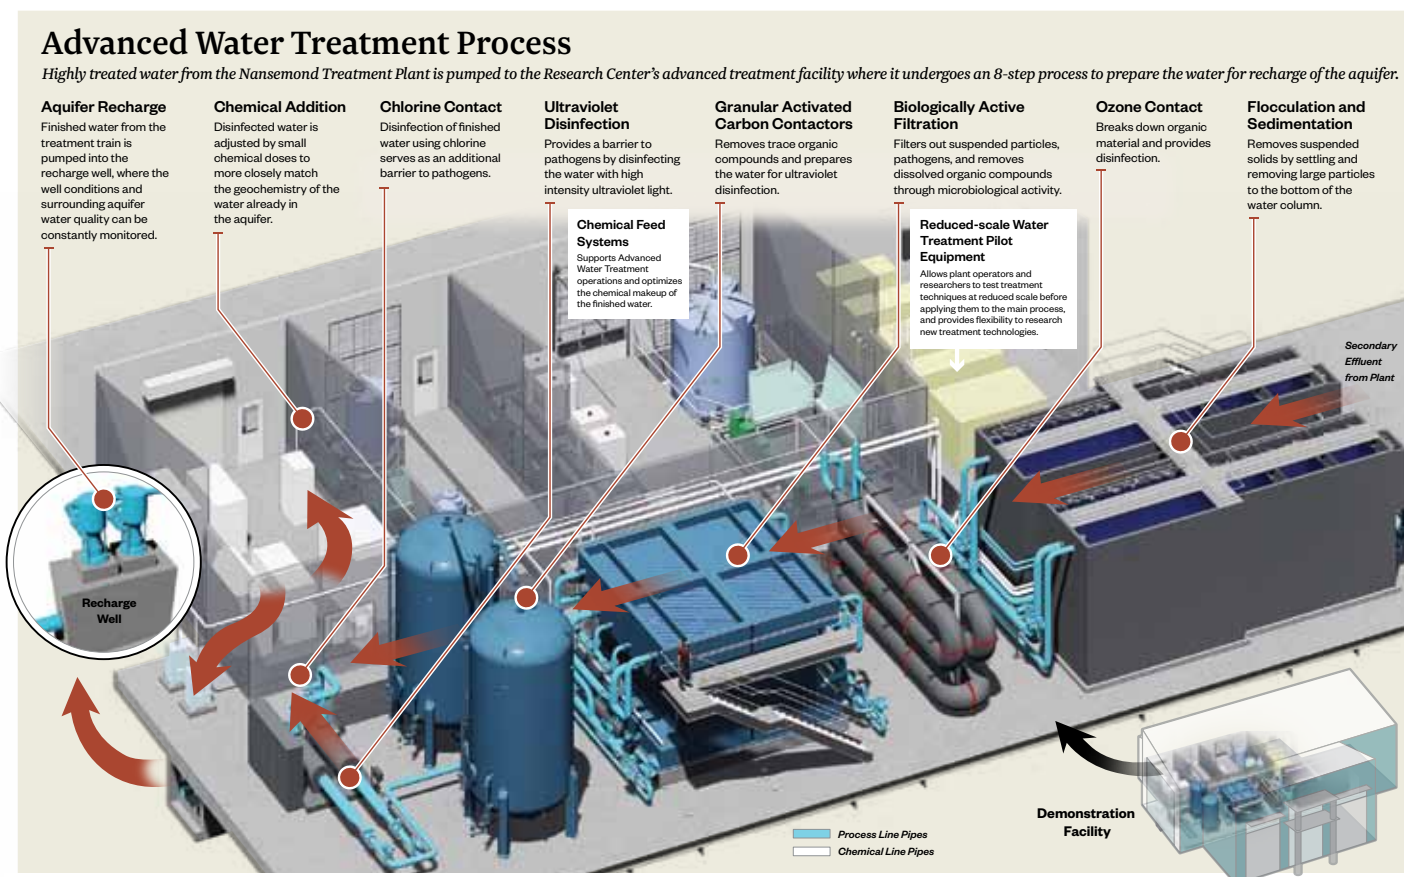 Advanced Water Treatment Process
Highly treated water from the Nansemond Treatment Plant is pumped to the Research Center's advanced treatment facility where it undergoes an 8-step process to prepare the water for recharge of the aquifer.
Aquifer Recharge
Finished water from the
treatment train is
pumped into the
recharge well, where the
well conditions and
surrounding aquifer
water quality can be
constantly monitored.
Chemical Addition
Disinfected water is
adjusted by small
chemical doses to
more closely match
the geochemistry of the
water already in
the aquifer.
Chlorine Contact
Disinfection of finished
water using chlorine
serves as an additional
barrier to pathogens.
Ultraviolet
Disinfection
Provides a barrier to
pathogens by disinfecting
the water with high
intensity ultraviolet light.
Granular Activated
Carbon Contactors
Removes trace organic
compounds and prepares
the water for ultraviolet
disinfection.
Biologically Active
Filtration
Filters out suspended particles,
pathogens, and removes
dissolved organic compounds
through microbiological activity.
Ozone Contact
Breaks down organic
material and provides
disinfection.
Flocculation and
Sedimentation
Removes suspended
solids by settling and
removing large particles
to the bottom of the
water column.
Chemical Feed
Systems
Supports Advanced
Water Treatment
operations and optimizes
the chemical makeup of
the finished water.
Reduced-scale Water
Treatment Pilot
Equipment
Allows plant operators and
researchers to test treatment
techniques at reduced scale before
applying them to the main process,
and provides flexibility to research
new treatment technologies.
Secondary
Effluent
from Plant
Recharge
Well
Demonstration
Facility
Process Line Pipes
Chemical Line Pipes